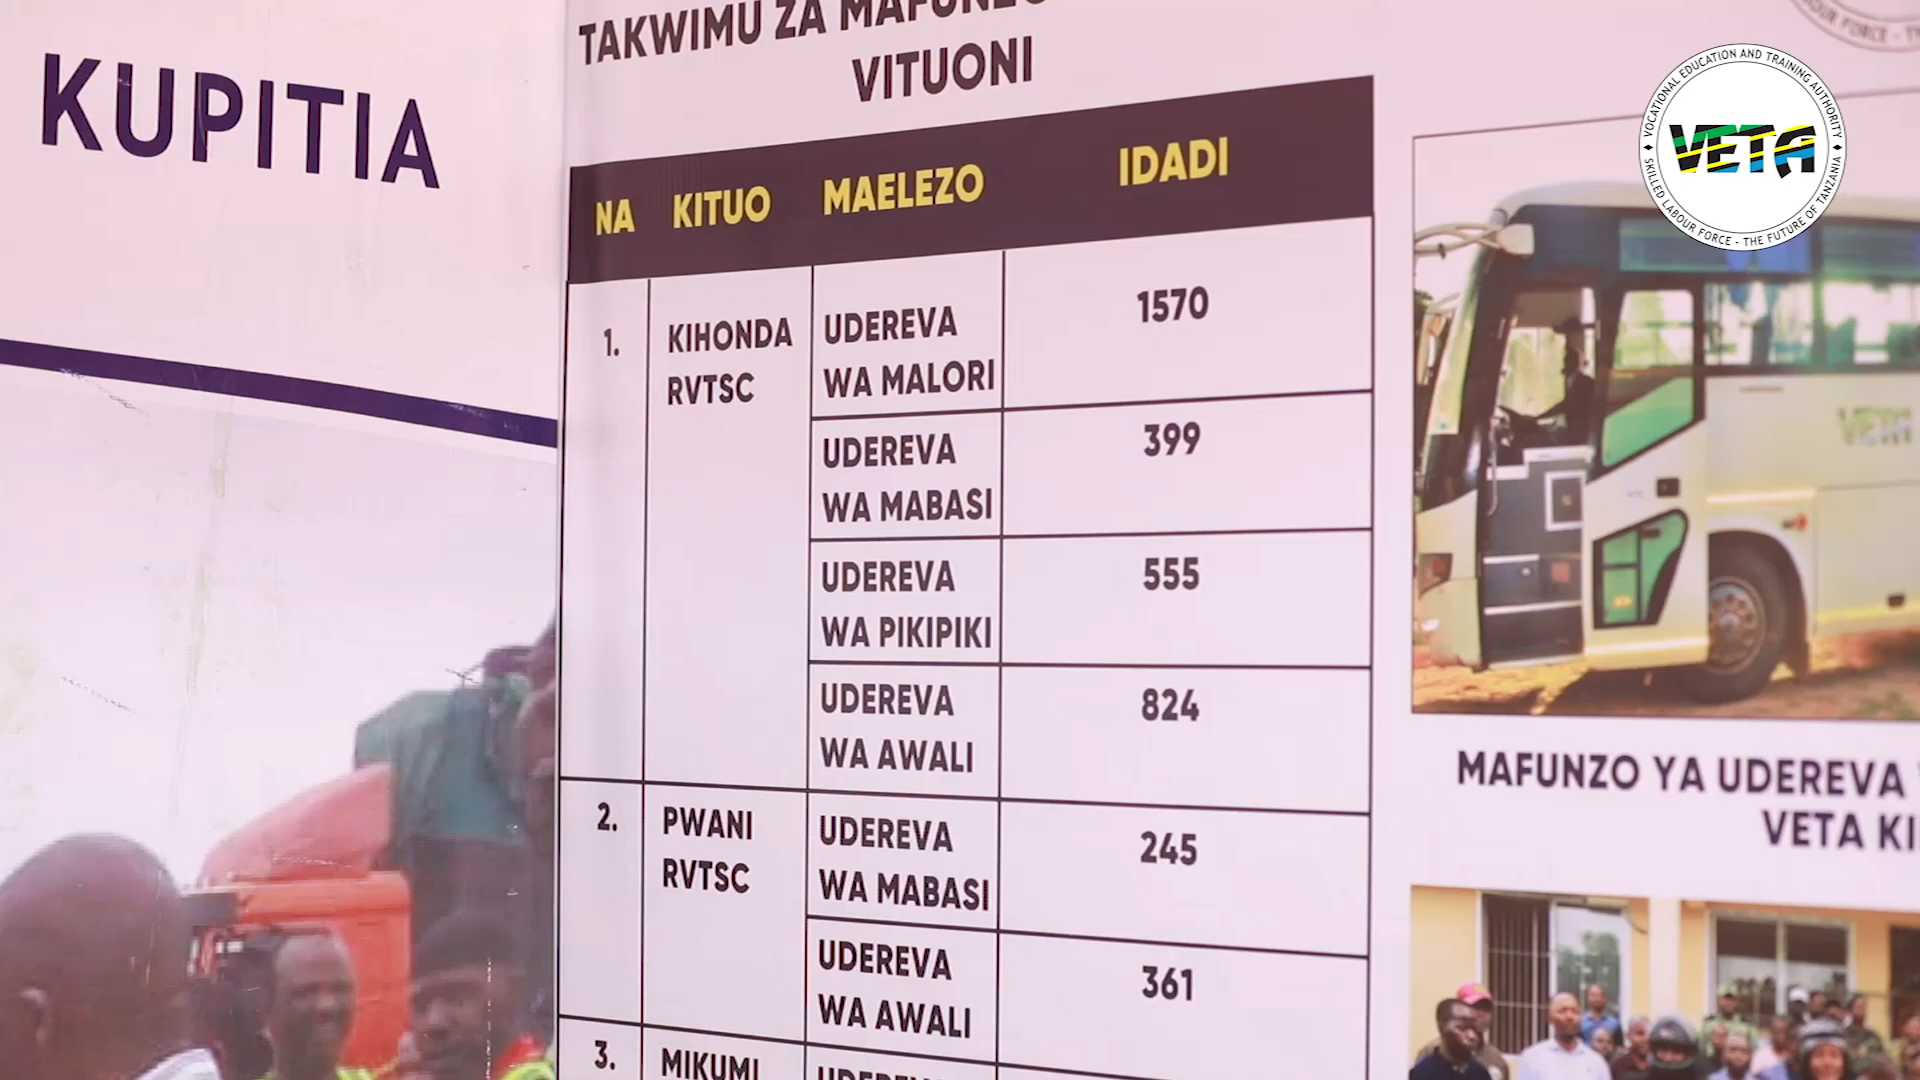 KUPITIA
TAKWIMU ZA MAFUNZO
VITUONI
NA KITUO MAELEZO IDADI
1. KIHONDA RVTSC UDEREVA WA MALORI 1570
UDEREVA WA MABASI 399
UDEREVA WA PIKIPIKI 555
UDEREVA WA AWALI 824
2. PWANI RVTSC UDEREVA WA MABASI 245
UDEREVA WA AWALI 361
3. MIKUMI
VOCATIONAL EDUCATION AND TRAINING AUTHORITY
VETA
SKILLED LABOUR FORCE - THE FUTURE OF TANZANIA
VETA
MAFUNZO YA UDEREVA
VETA KI